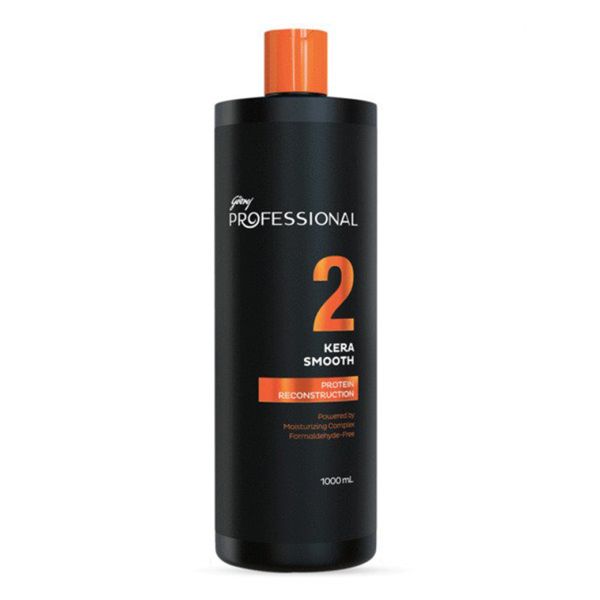 Godrej
PROFESSIONAL
2
KERA
SMOOTH
PROTEIN
RECONSTRUCTION
Powered by
Moisturizing Complex
Formaldehyde-Free
1000 mL